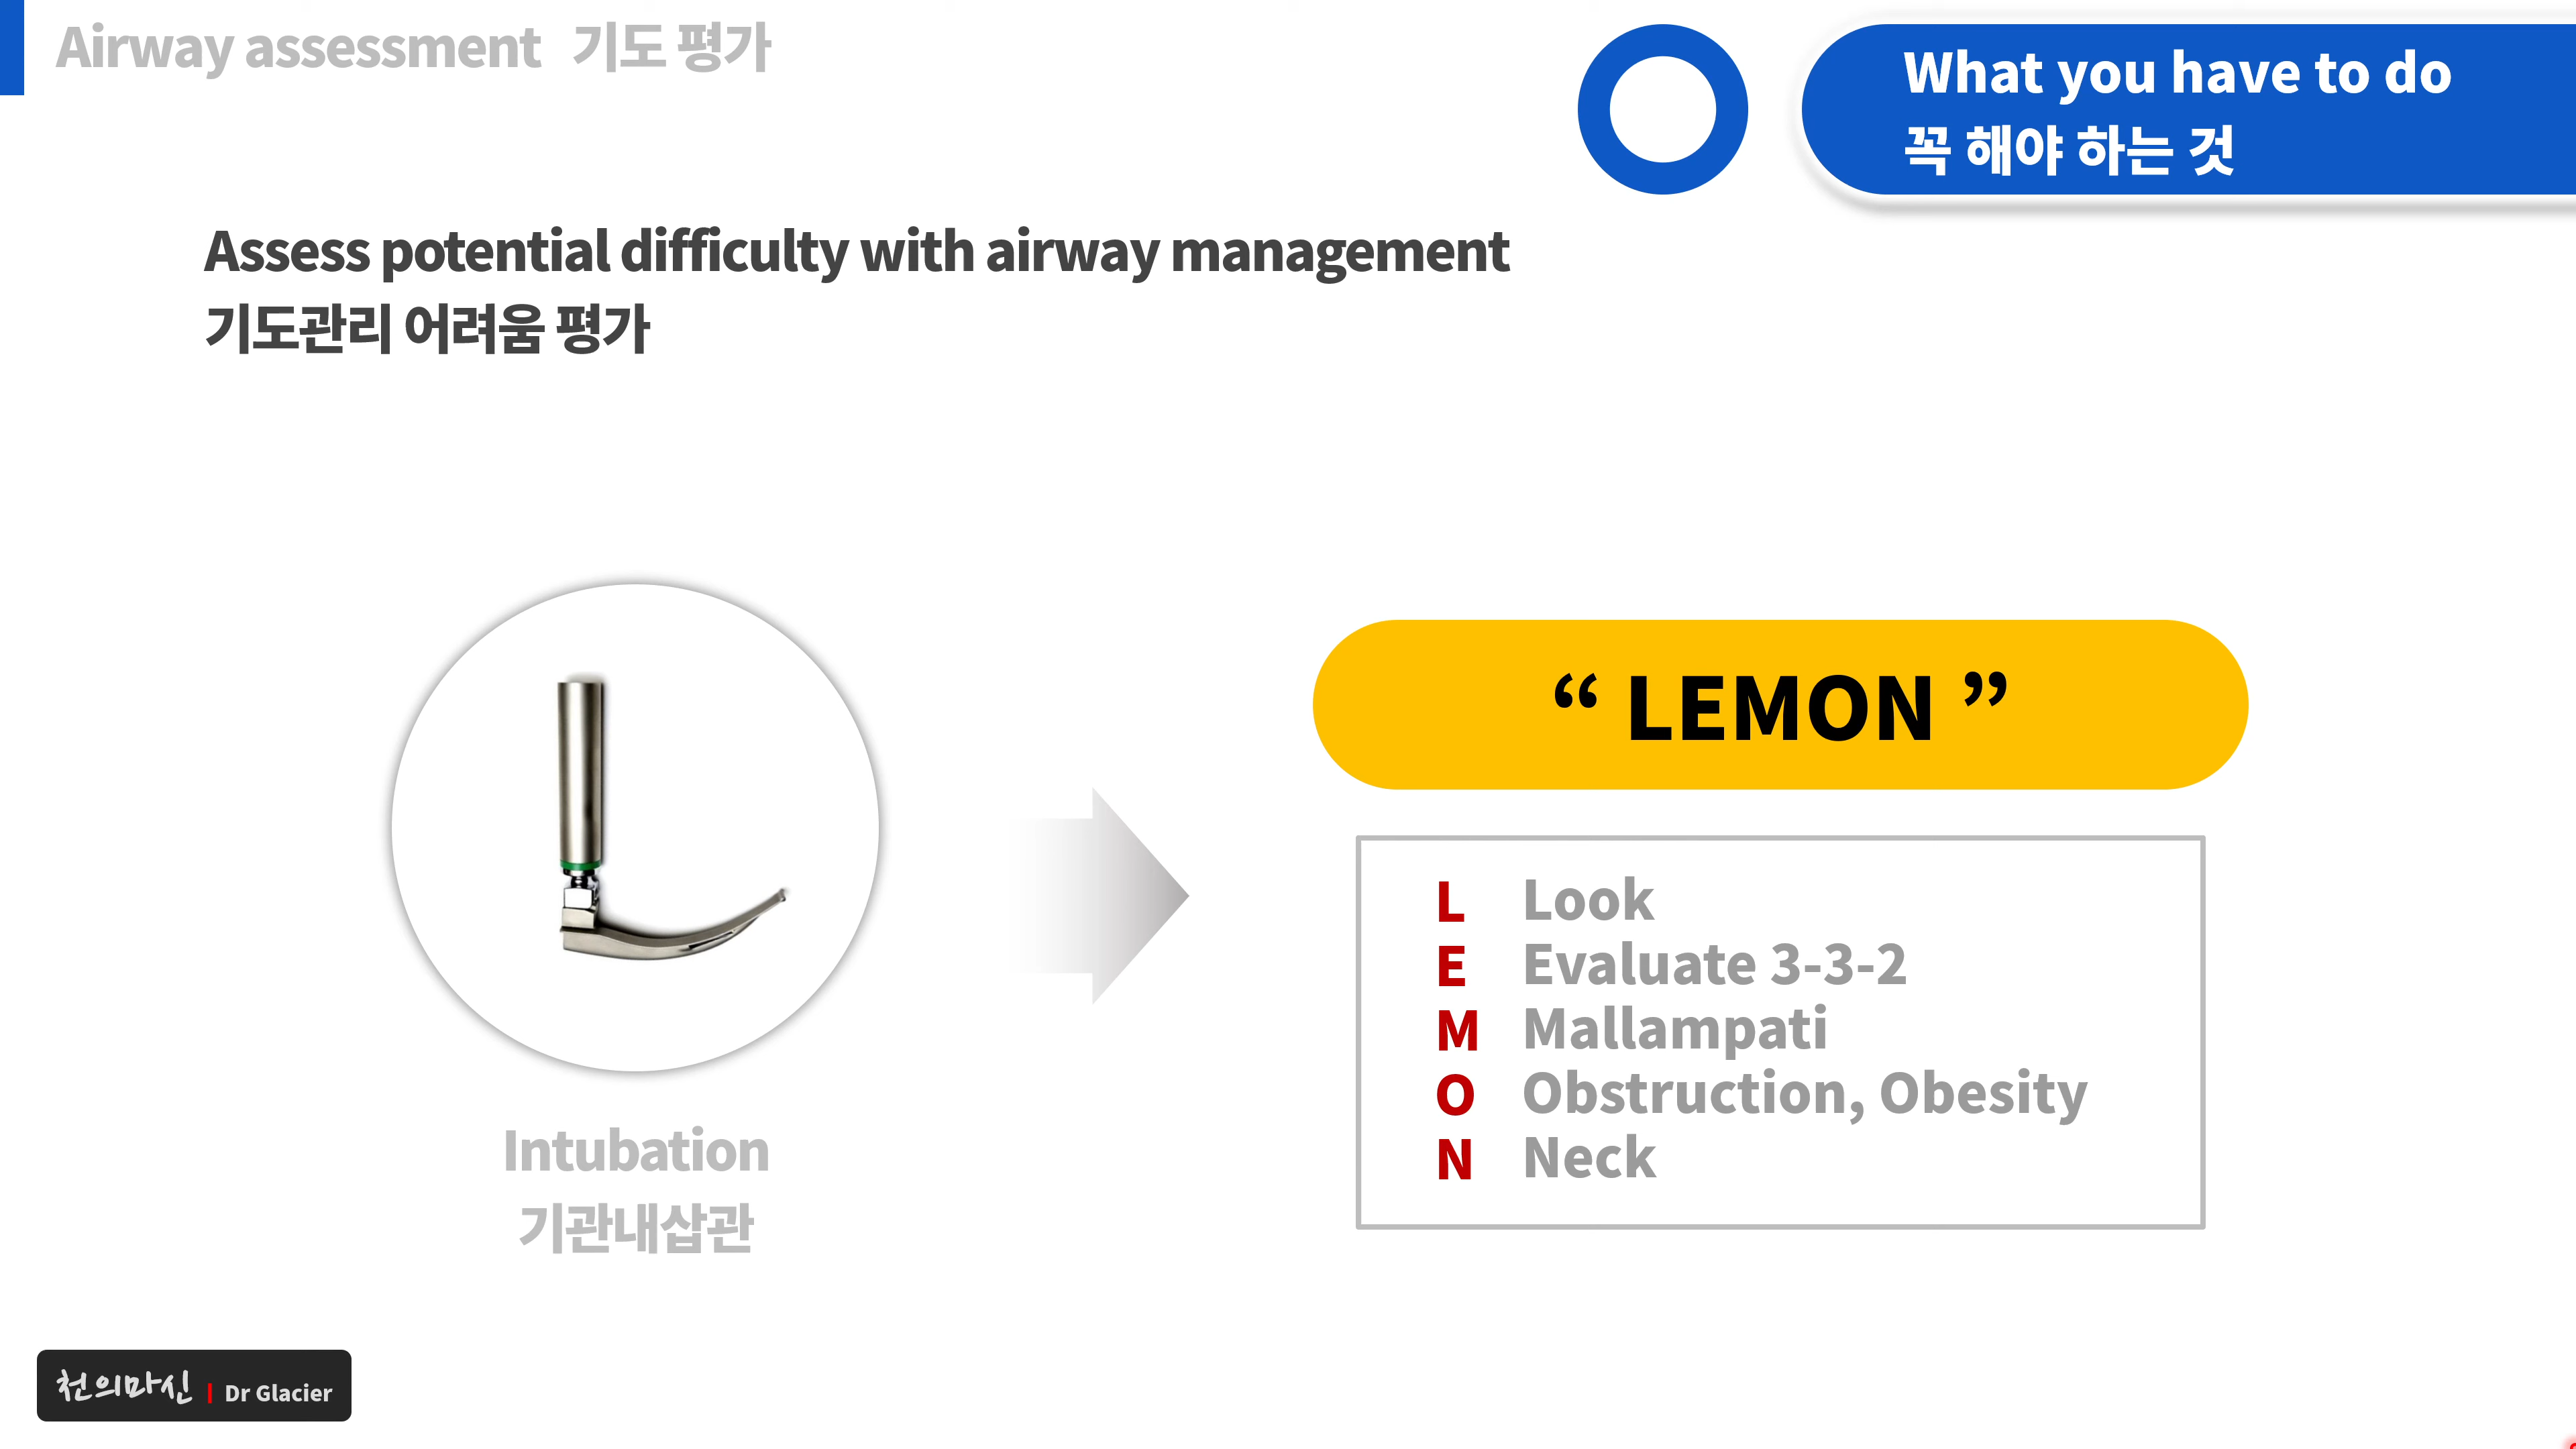 Airway assessment 기도 평가
What you have to do
꼭 해야 하는 것
Assess potential difficulty with airway management
기도관리 어려움 평가
“ LEMON ”
L Look
E Evaluate 3-3-2
M Mallampati
O Obstruction, Obesity
N Neck
Intubation
기관내삽관
천의마신 | Dr Glacier